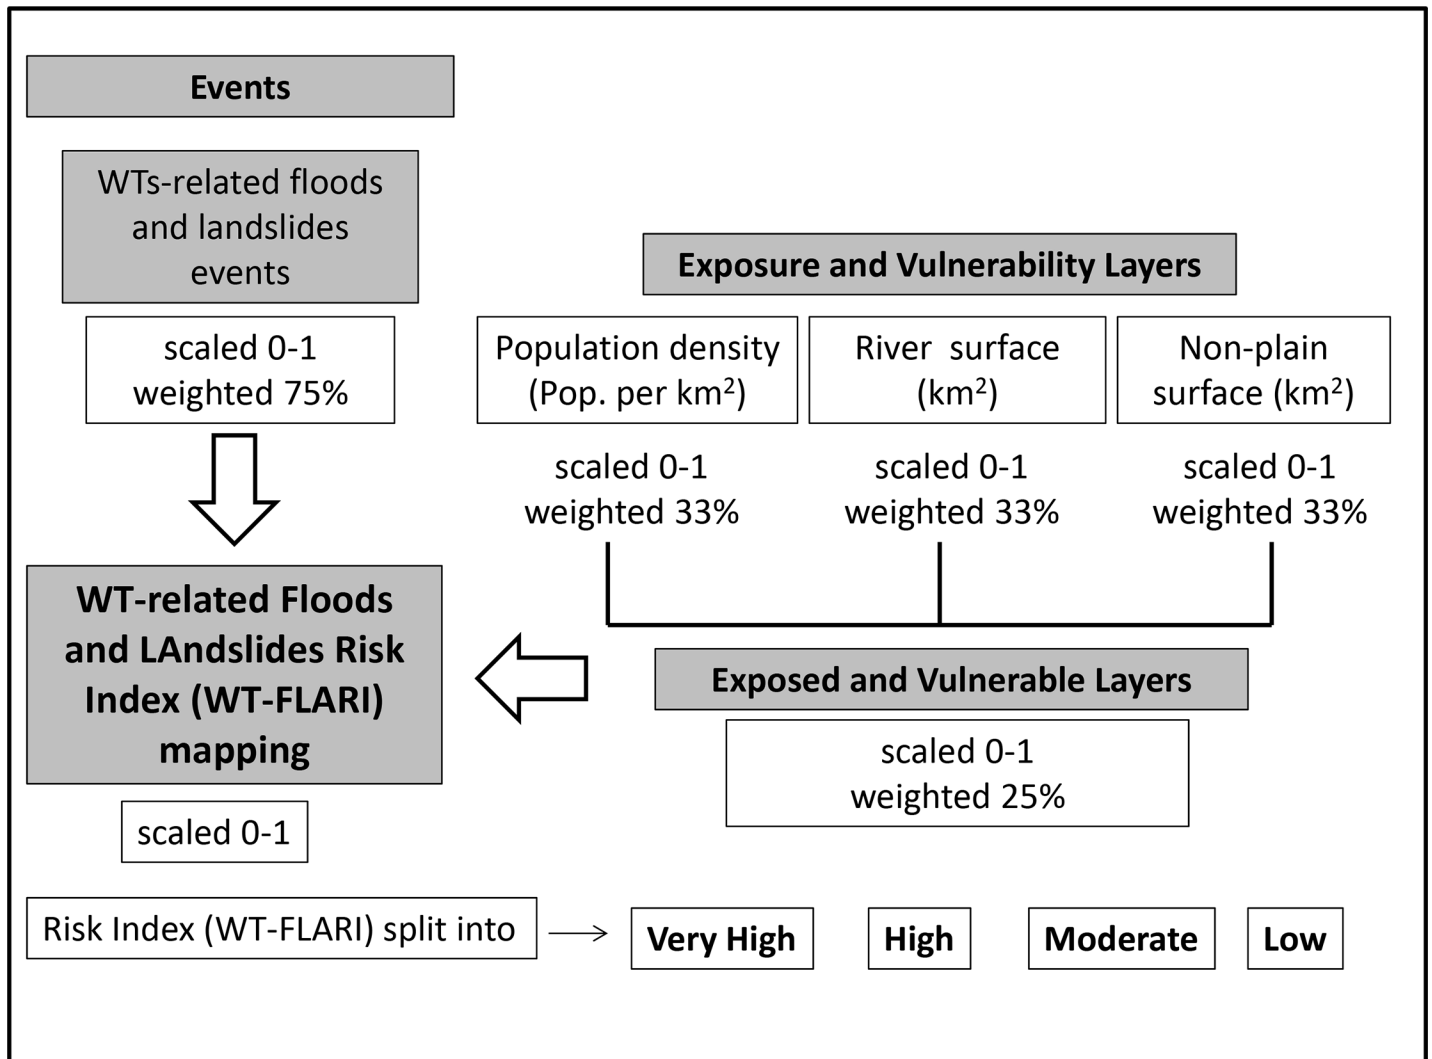 Events
WTs-related floods
and landslides
events
scaled 0-1
weighted 75%
Exposure and Vulnerability Layers
Population density
(Pop. per km²)
River surface
(km²)
Non-plain
surface (km²)
scaled 0-1
weighted 33%
scaled 0-1
weighted 33%
scaled 0-1
weighted 33%
WT-related Floods
and LAndslides Risk
Index (WT-FLARI)
mapping
scaled 0-1
Exposed and Vulnerable Layers
scaled 0-1
weighted 25%
Risk Index (WT-FLARI) split into
Very High
High
Moderate
Low